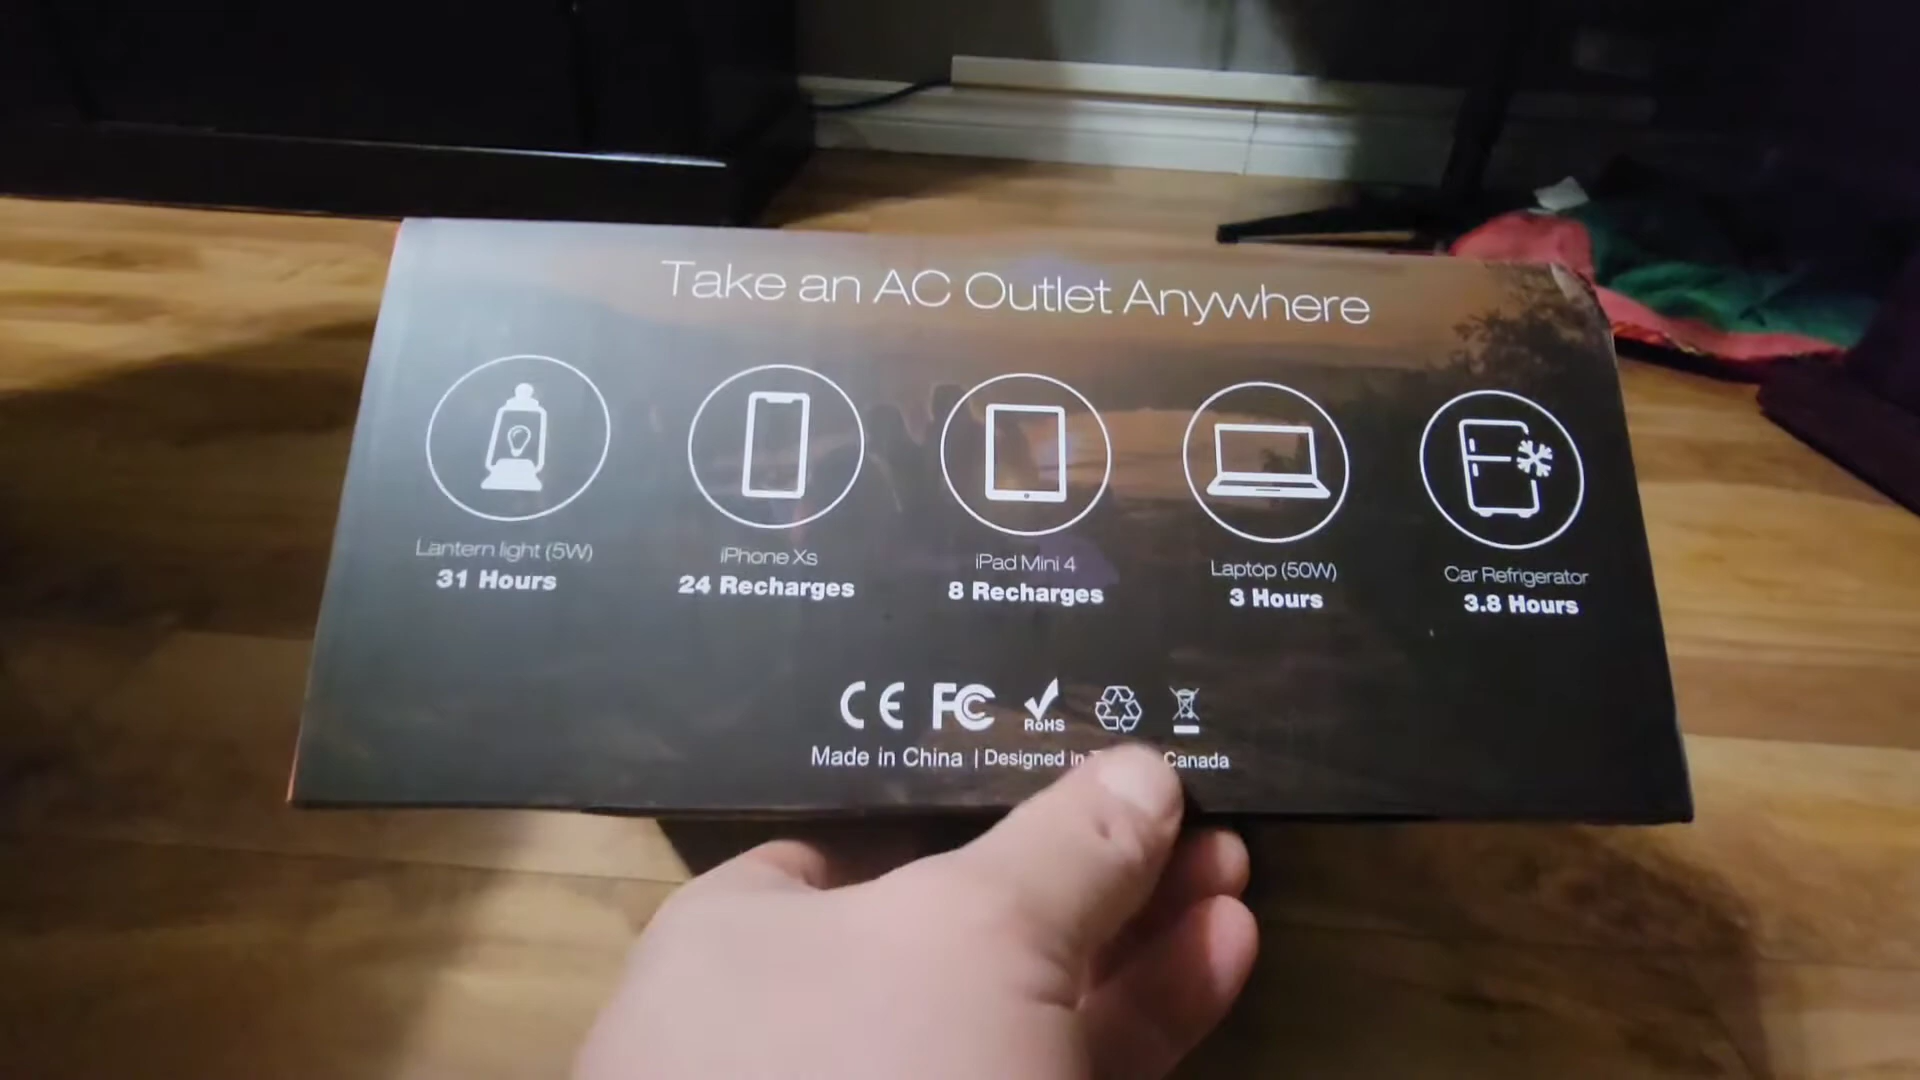 Take an AC Outlet Anywhere
Lantern light (5W)
31 Hours
iPhone Xs
24 Recharges
iPad Mini 4
8 Recharges
Laptop (50W)
3 Hours
Car Refrigerator
3.8 Hours
CE FC RoHS
Made in China | Designed in Canada